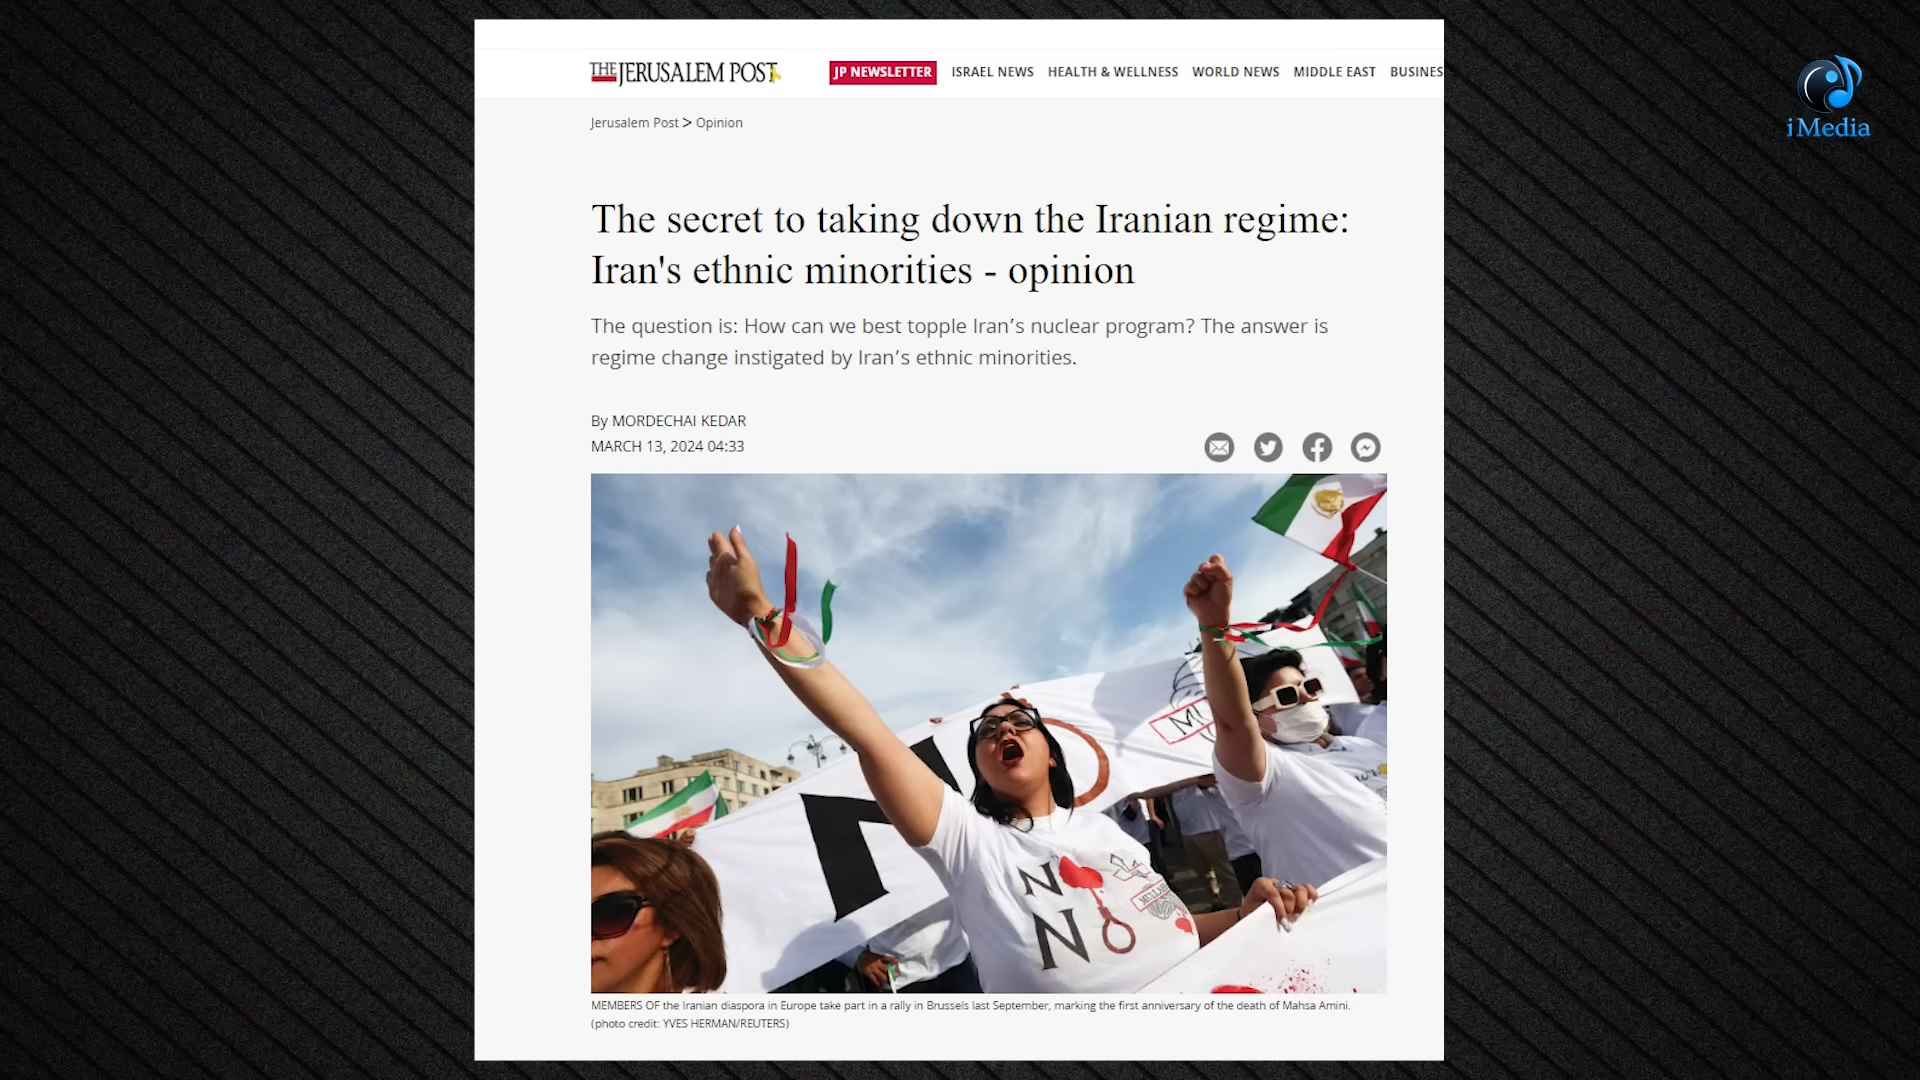 THE JERUSALEM POST
JP NEWSLETTER ISRAEL NEWS HEALTH & WELLNESS WORLD NEWS MIDDLE EAST BUSINES
iMedia
Jerusalem Post > Opinion
The secret to taking down the Iranian regime:
Iran's ethnic minorities - opinion
The question is: How can we best topple Iran’s nuclear program? The answer is
regime change instigated by Iran’s ethnic minorities.
By MORDECHAI KEDAR
MARCH 13, 2024 04:33
NO
NO
MEMBERS OF the Iranian diaspora in Europe take part in a rally in Brussels last September, marking the first anniversary of the death of Mahsa Amini.
(photo credit: YVES HERMAN/REUTERS)